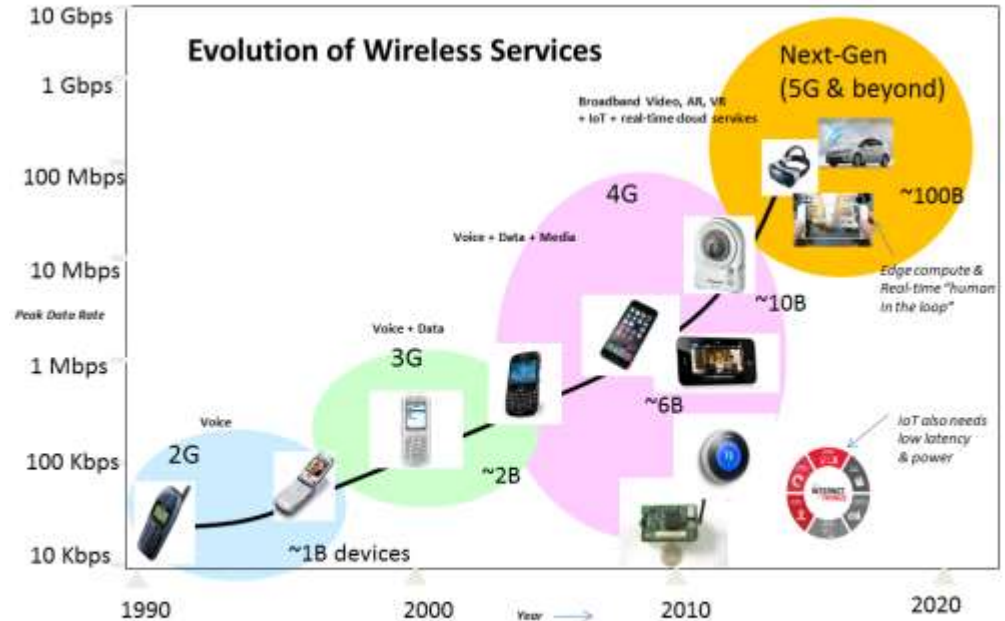 10 Gbps
Evolution of Wireless Services
Next-Gen
(5G & beyond)
1 Gbps
Broadband Video, AR, VR
+ IoT + real-time cloud services
100 Mbps
4G
~100B
Voice + Data + Media
10 Mbps
Edge compute &
Real-time "human
in the loop"
~10B
Peak Data Rate
Voice + Data
3G
1 Mbps
~6B
Voice
IoT also needs
low latency
& power
2G
100 Kbps
~2B
INTERNET
THINGS
~1B devices
10 Kbps
1990
2000
Year
2010
2020